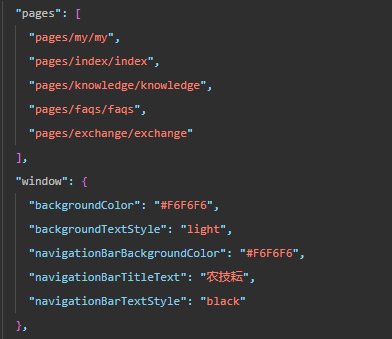 "pages": [
"pages/my/my",
"pages/index/index",
"pages/knowledge/knowledge",
"pages/faqs/faqs",
"pages/exchange/exchange"
],
"window": {
"backgroundColor": "#F6F6F6",
"backgroundTextStyle": "light",
"navigationBarBackgroundColor": "#F6F6F6",
"navigationBarTitleText": "农技耘",
"navigationBarTextStyle": "black"
},